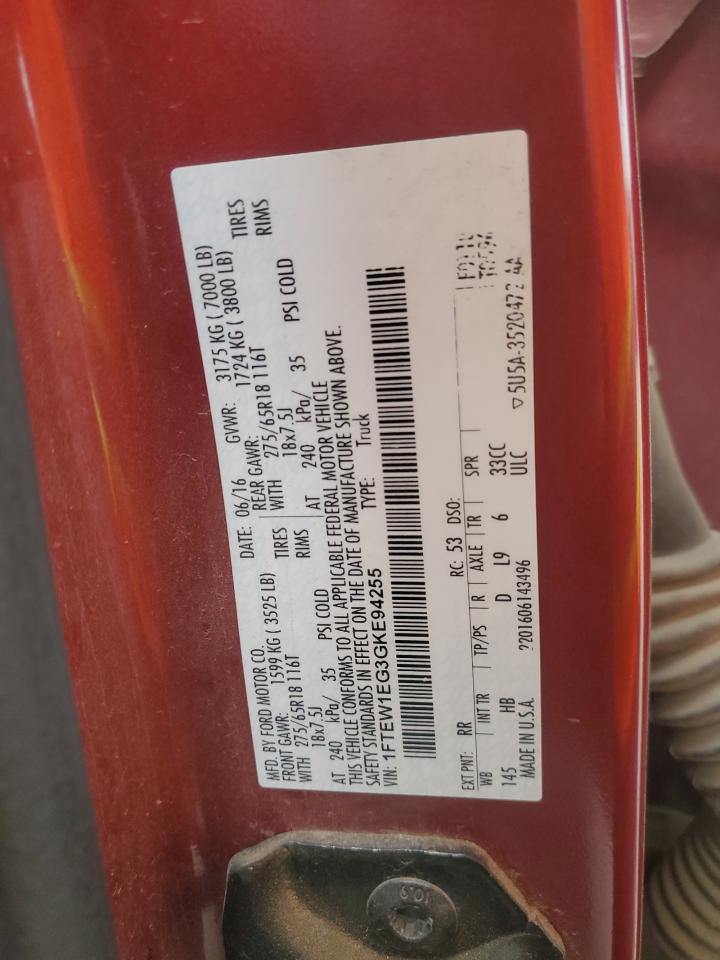 MFD. BY FORD MOTOR CO.
DATE: 06/16 GVWR: 3175 KG ( 7000 LB)
FRONT GAWR: 1599 KG ( 3525 LB)
REAR GAWR: 1724 KG ( 3800 LB)
WITH 275/65R18 116T TIRES
WITH 275/65R18 116T TIRES
18x7.5J RIMS
18x7.5J RIMS
AT 240 kPa/ 35 PSI COLD
AT 240 kPa/ 35 PSI COLD
THIS VEHICLE CONFORMS TO ALL APPLICABLE FEDERAL MOTOR VEHICLE
SAFETY STANDARDS IN EFFECT ON THE DATE OF MANUFACTURE SHOWN ABOVE.
VIN: 1FTEW1EG3GKE94255 TYPE: Truck
EXT PNT: RR RC: 53 DSO:
WB INT TR TP/PS R AXLE TR SPR
145 HB D L9 6 33CC
ULC
MADE IN U.S.A. 2201606143496
▽ 5U5A-3520472 AA
10.9